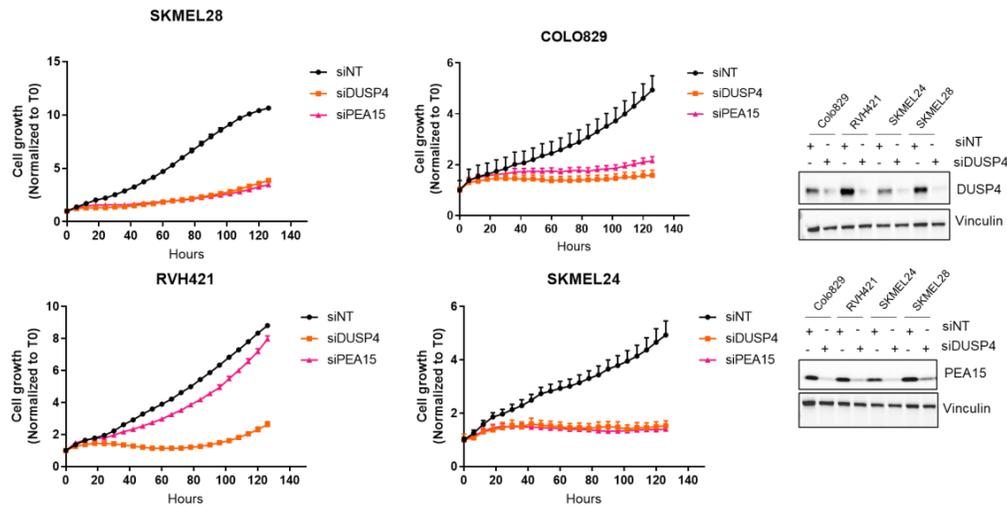 SKMEL28
Cell growth
(Normalized to T0)
15
10
5
0
0 20 40 60 80 100 120 140
Hours
siNT
siDUSP4
siPEA15
COLO829
Cell growth
(Normalized to T0)
6
4
2
0
0 20 40 60 80 100 120 140
Hours
siNT
siDUSP4
siPEA15
RVH421
Cell growth
(Normalized to T0)
10
8
6
4
2
0
0 20 40 60 80 100 120 140
Hours
siNT
siDUSP4
siPEA15
SKMEL24
Cell growth
(Normalized to T0)
6
4
2
0
0 20 40 60 80 100 120 140
Hours
siNT
siDUSP4
siPEA15
Colo829 RVH421 SKMEL24 SKMEL28
+ - + - + - + - siNT
- + - + - + - + siDUSP4
DUSP4
Vinculin
Colo829 RVH421 SKMEL24 SKMEL28
+ - + - + - + - siNT
- + - + - + - + siDUSP4
PEA15
Vinculin